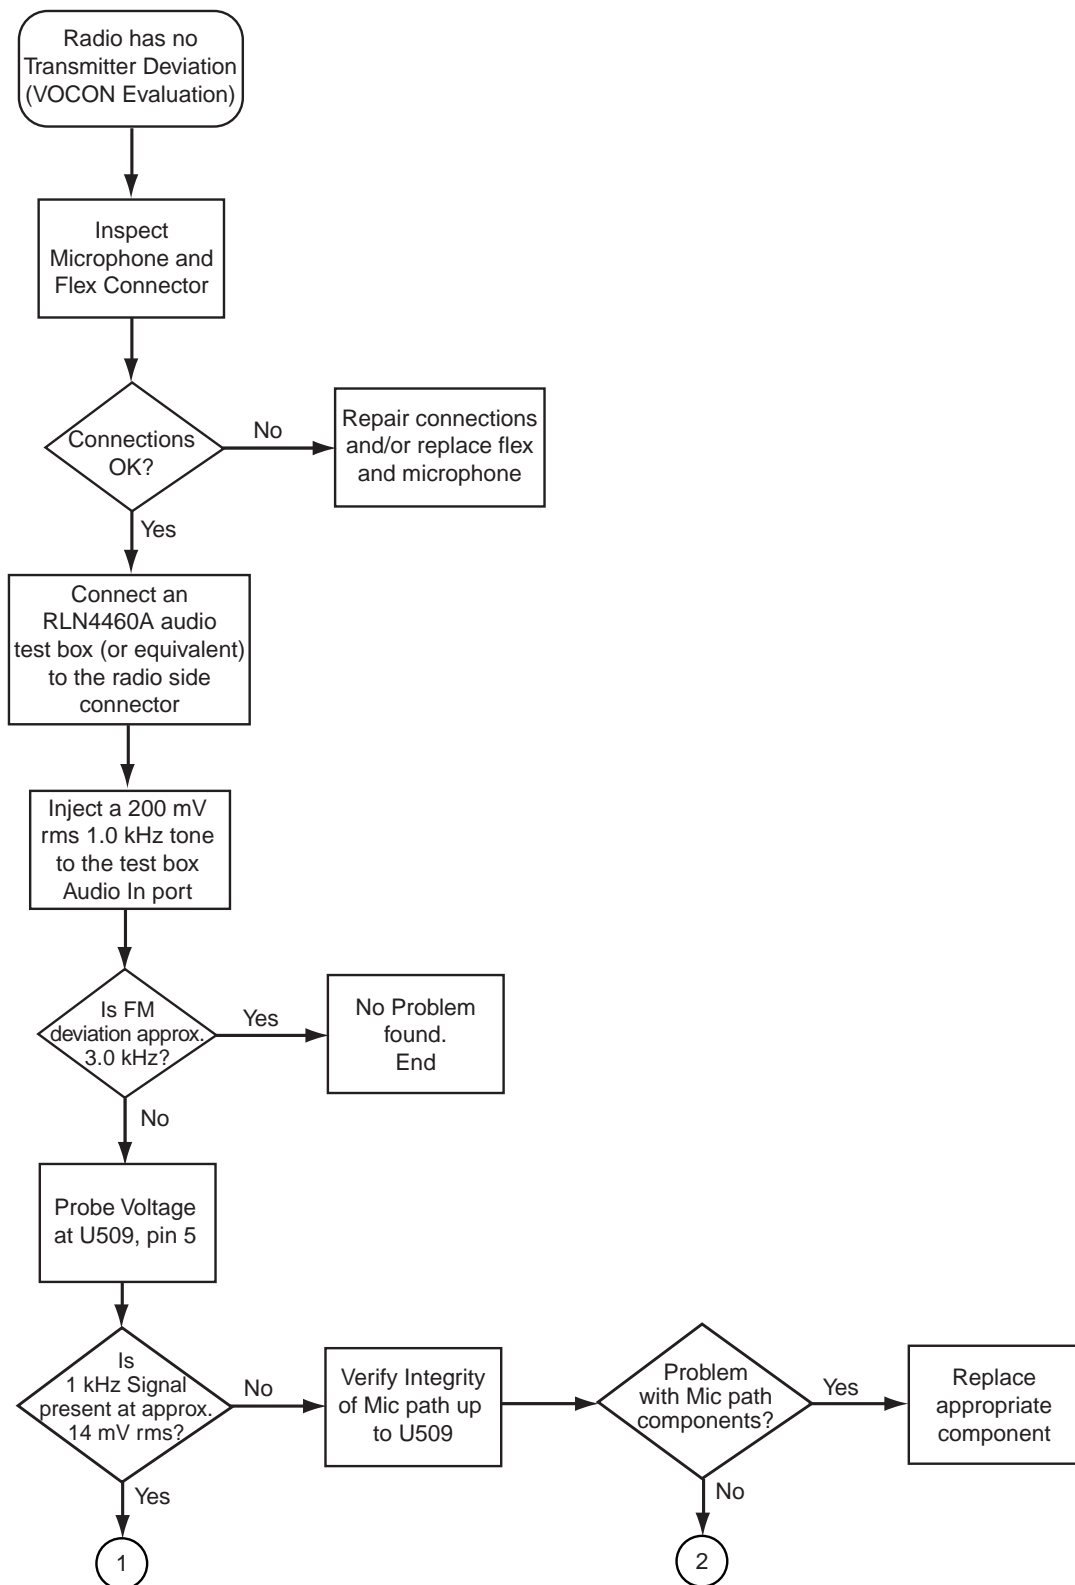 Radio has no
Transmitter Deviation
(VOCON Evaluation)
Inspect
Microphone and
Flex Connector
Connections
OK?
No
Repair connections
and/or replace flex
and microphone
Yes
Connect an
RLN4460A audio
test box (or equivalent)
to the radio side
connector
Inject a 200 mV
rms 1.0 kHz tone
to the test box
Audio In port
Is FM
deviation approx.
3.0 kHz?
Yes
No Problem
found.
End
No
Probe Voltage
at U509, pin 5
Is
1 kHz Signal
present at approx.
14 mV rms?
No
Verify Integrity
of Mic path up
to U509
Problem
with Mic path
components?
Yes
Replace
appropriate
component
Yes
No
1
2